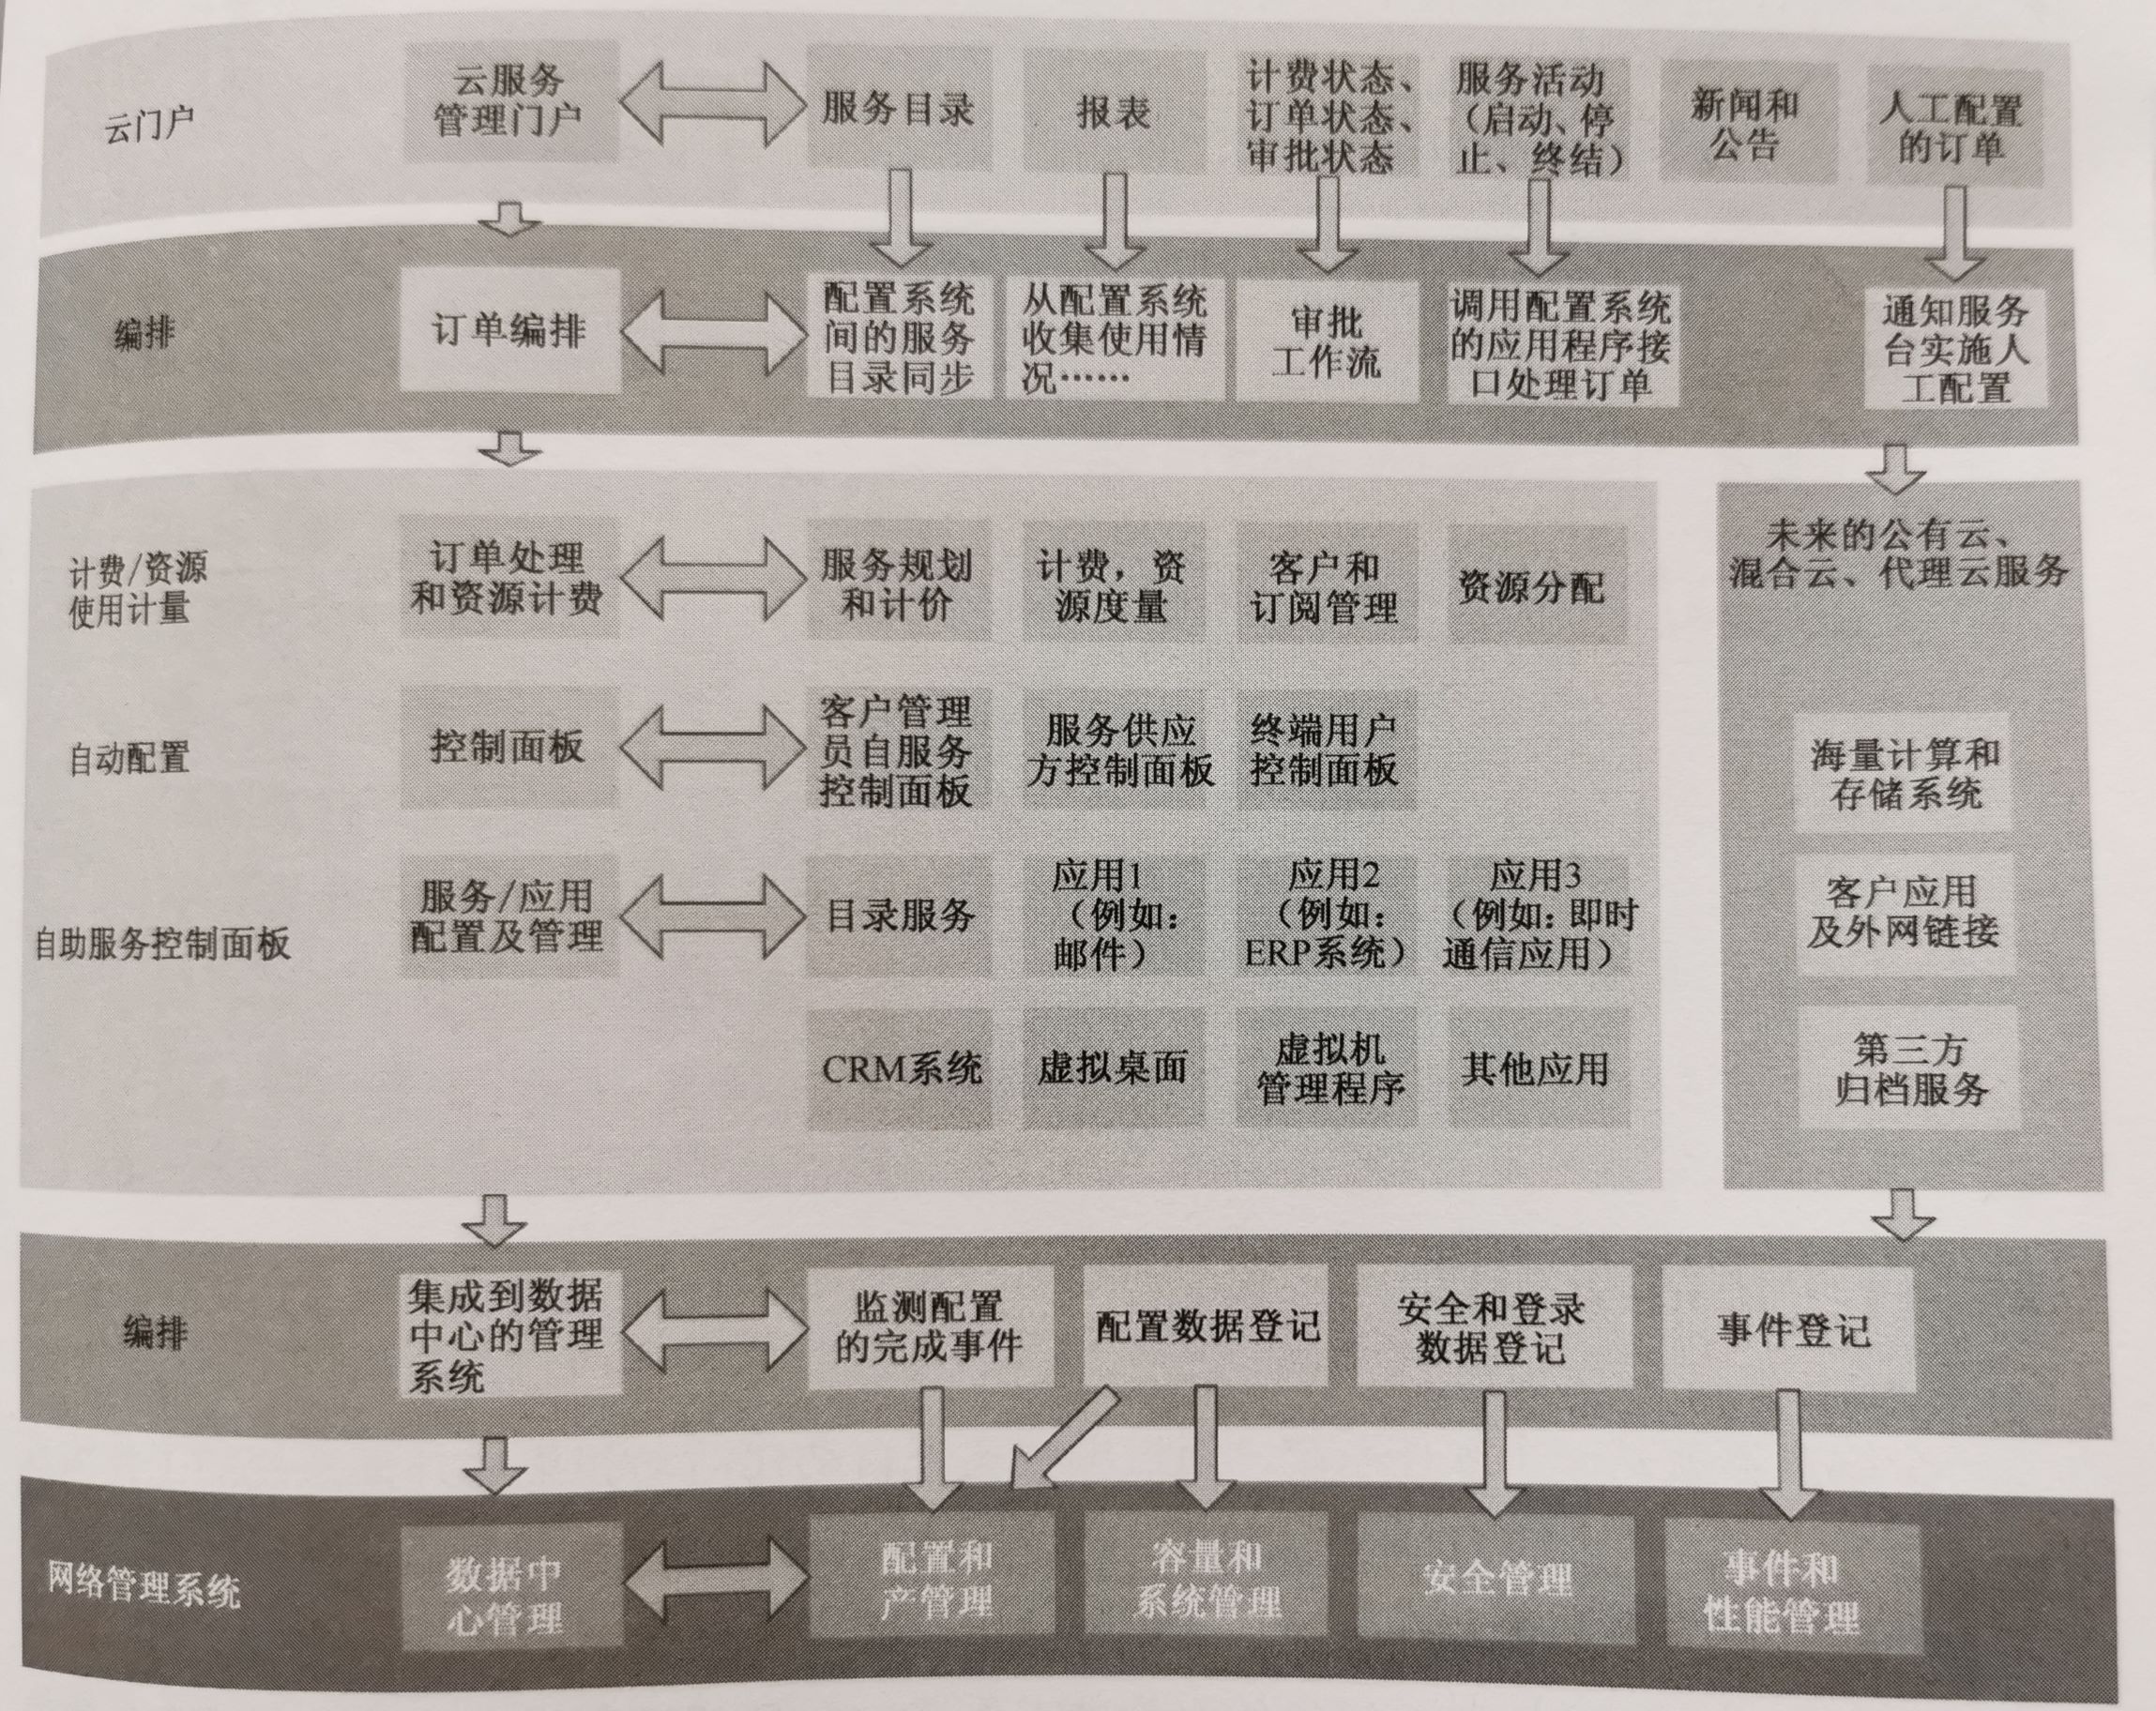 云门户
云服务
管理门户
服务目录
报表
计费状态、
订单状态、
审批状态
服务活动
（启动、停
止、终结）
新闻和
公告
人工配置
的订单
编排
订单编排
配置系统
间的服务
目录同步
从配置系统
收集使用情
况……
审批
工作流
调用配置系统
的应用程序接
口处理订单
通知服务
台实施人
工配置
计费/资源
使用计量
订单处理
和资源计费
服务规划
和计价
计费，资
源度量
客户和
订阅管理
资源分配
自动配置
控制面板
客户管理
员自服务
控制面板
服务供应
方控制面板
终端用户
控制面板
自助服务控制面板
服务/应用
配置及管理
目录服务
应用1
（例如：
邮件）
应用2
（例如：
ERP系统）
应用3
（例如：即时
通信应用）
CRM系统
虚拟桌面
虚拟机
管理程序
其他应用
未来的公有云、
混合云、代理云服务
海量计算和
存储系统
客户应用
及外网链接
第三方
归档服务
编排
集成到数据
中心的管理
系统
监测配置
的完成事件
配置数据登记
安全和登录
数据登记
事件登记
网络管理系统
数据中
心管理
配置和
产管理
容量和
系统管理
安全管理
事件和
性能管理